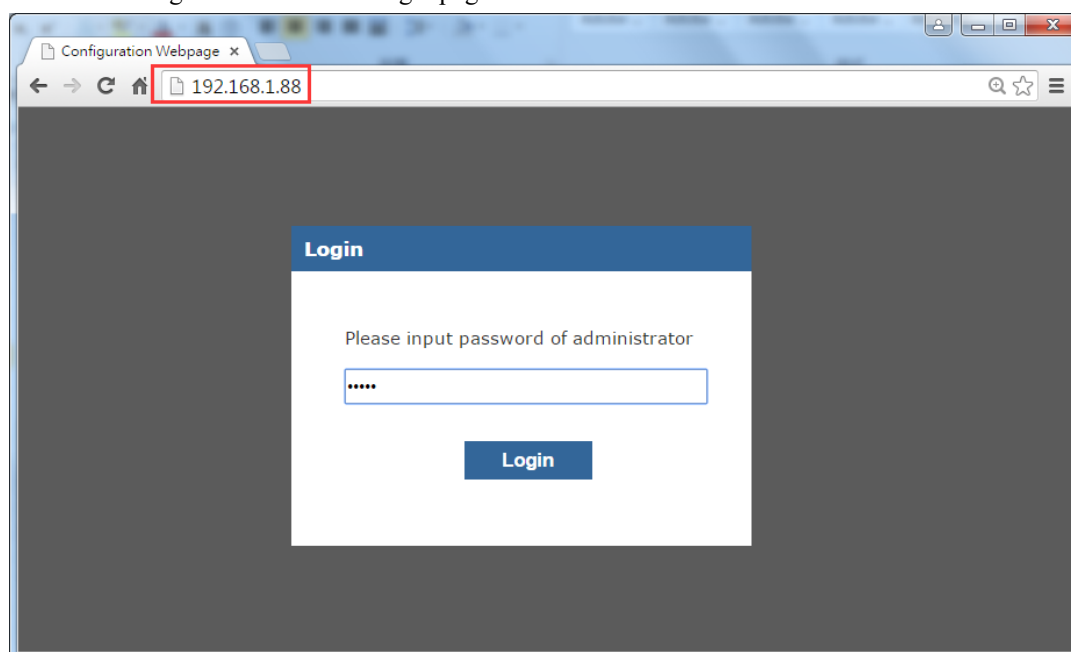 Configuration Webpage
192.168.1.88
Login
Please input password of administrator
•••••
Login